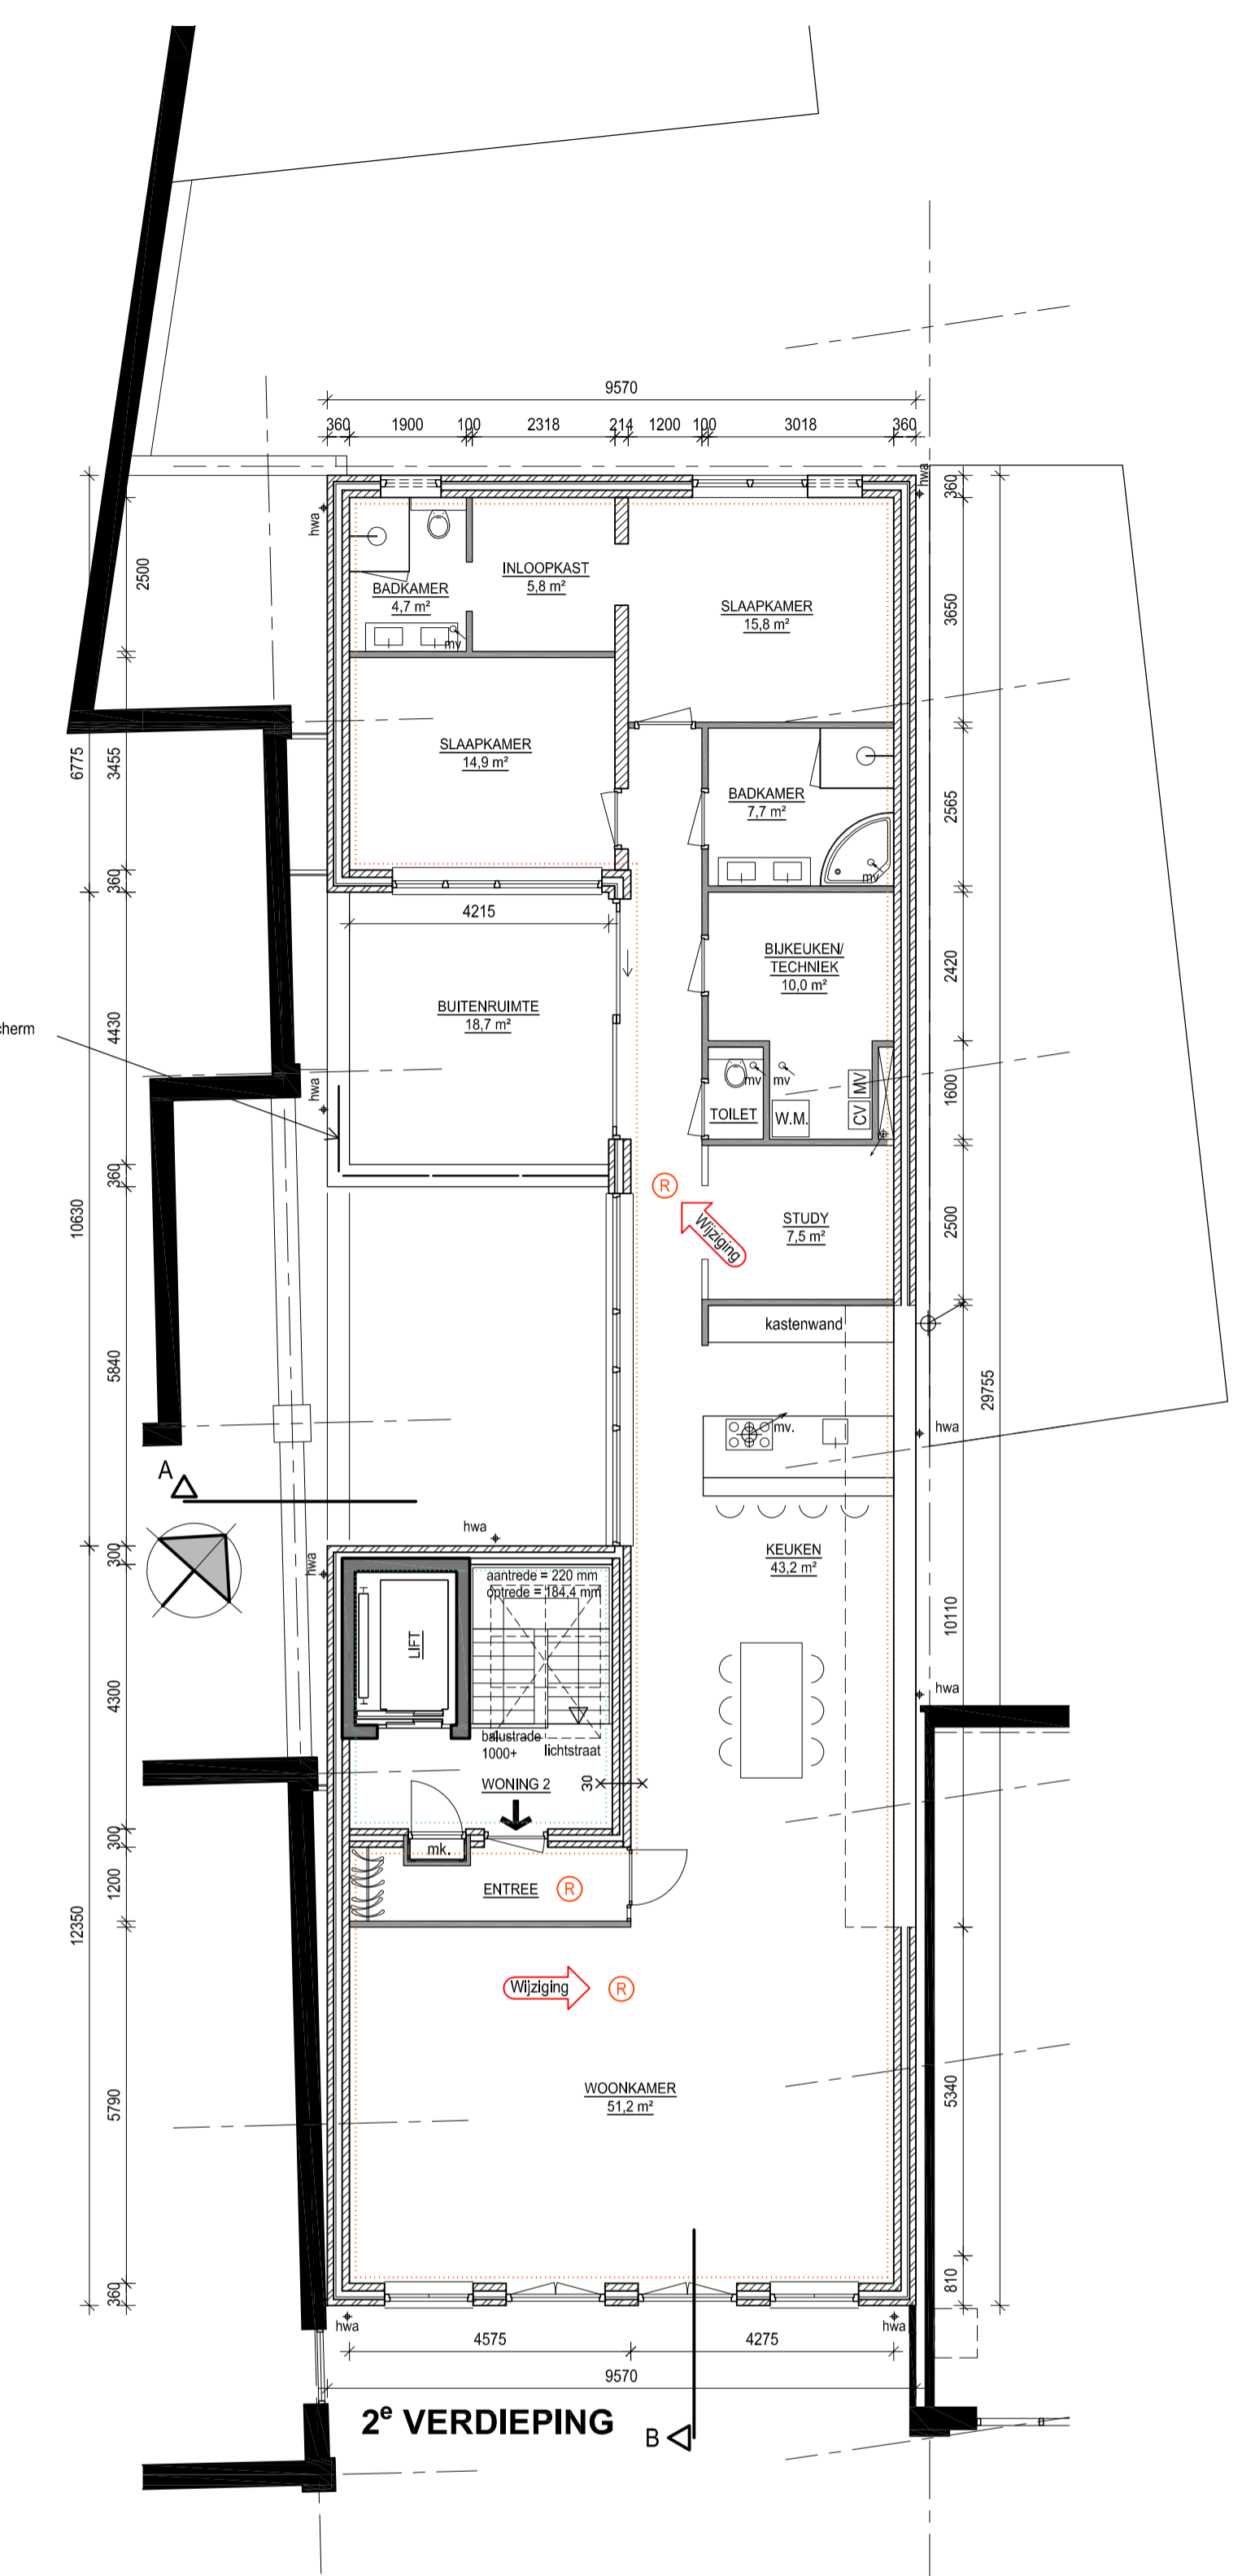 9570
360 1900 100 2318 214 1200 100 3018 360
hwa
hwa
360
2500
INLOOPKAST
5,8 m²
BADKAMER
4,7 m²
SLAAPKAMER
15,8 m²
3650
mv
6775
3455
SLAAPKAMER
14,9 m²
BADKAMER
7,7 m²
2565
mv
360
4215
BIJKEUKEN/
TECHNIEK
10,0 m²
2420
BUITENRUIMTE
18,7 m²
cherm
4430
hwa
mv
mv
MV
CV
TOILET
W.M.
1600
360
10630
R
Wijziging
STUDY
7,5 m²
2500
kastenwand
5840
29755
mv.
hwa
A
hwa
300
hwa
KEUKEN
43,2 m²
aantrede = 220 mm
optrede = 184,4 mm
LIFT
10110
4300
hwa
balustrade
1000+
lichtstraat
WONING 2
30
300
mk.
1200
ENTREE
R
12350
Wijziging
R
WOONKAMER
51,2 m²
5790
5340
810
360
hwa
hwa
4575
4275
9570
2e VERDIEPING
B